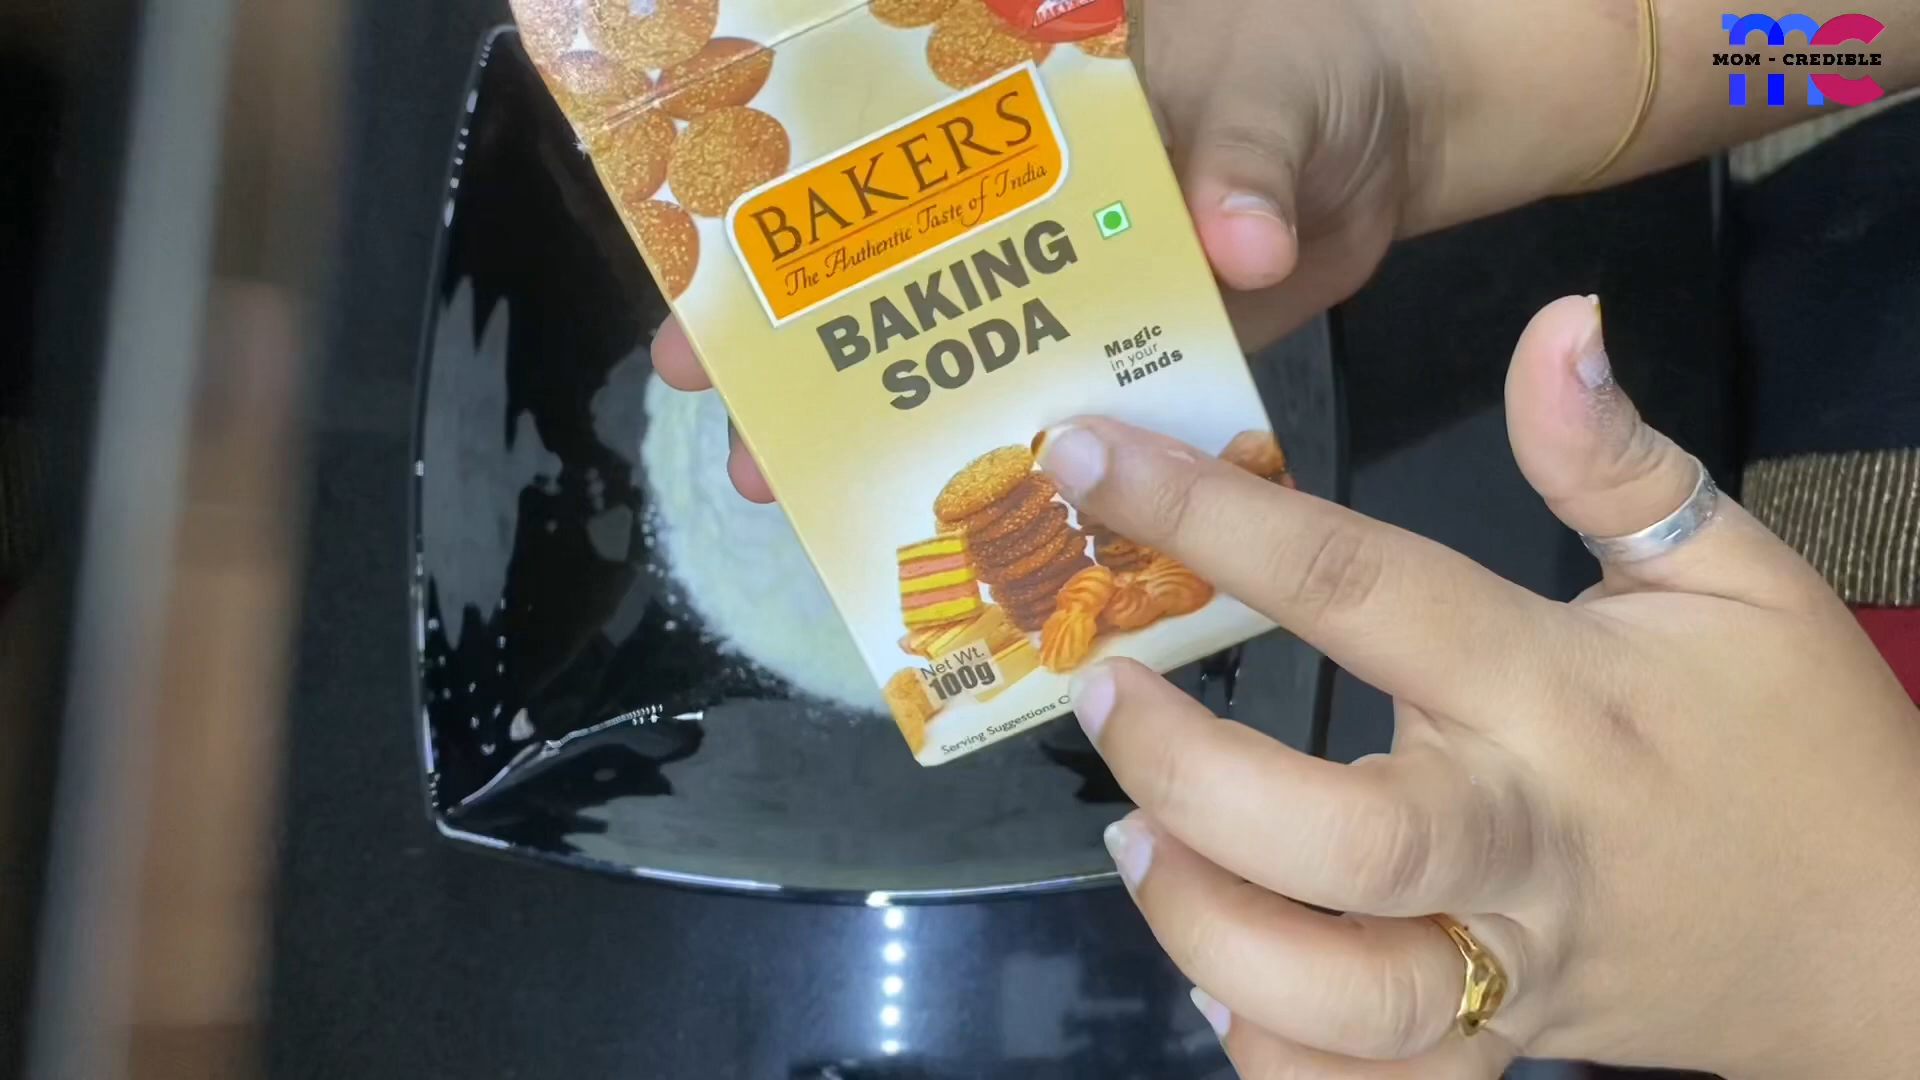 mc
MOM - CREDIBLE
BAKERS
The Authentic Taste of India
BAKING
SODA
Magic
in your
Hands
Net Wt.
100g
Serving Suggestions